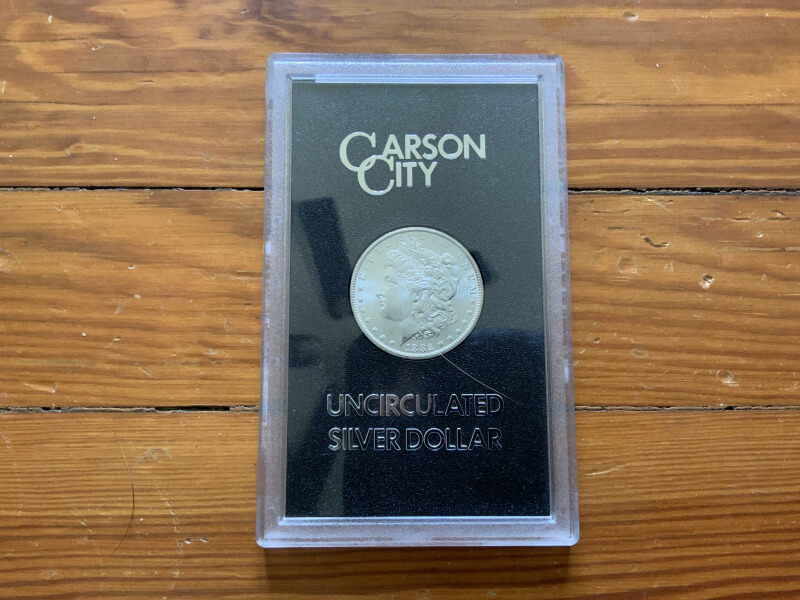 CARSON
CITY
UNCIRCULATED
SILVER DOLLAR